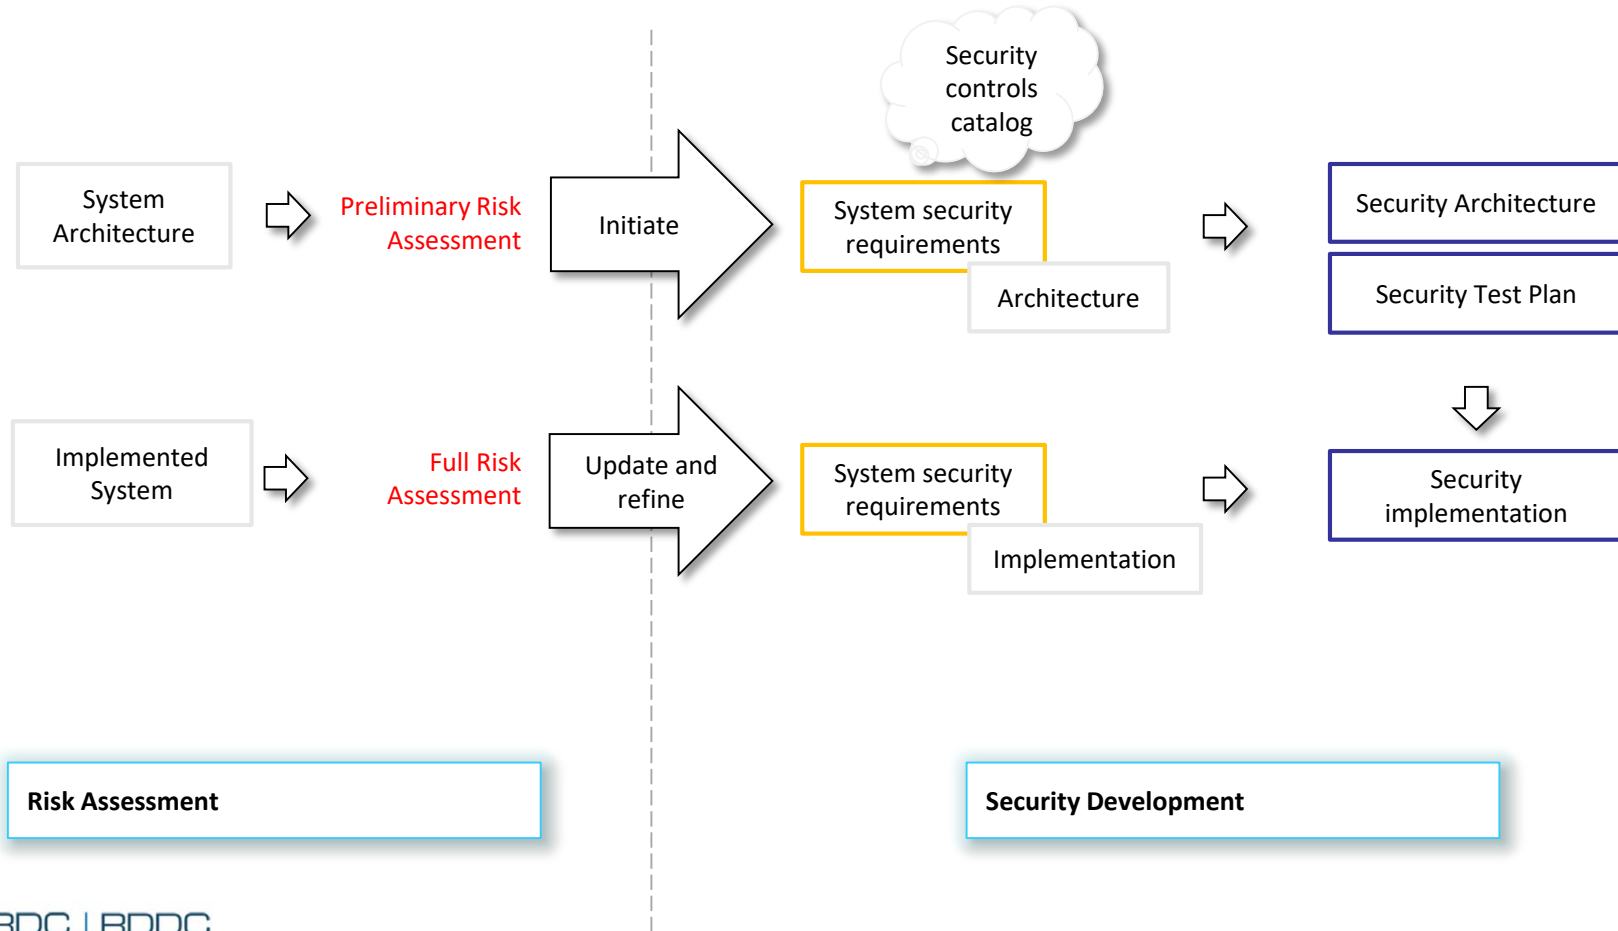 Security
controls
catalog
System
Architecture
Preliminary Risk
Assessment
Initiate
System security
requirements
Architecture
Security Architecture
Security Test Plan
Implemented
System
Full Risk
Assessment
Update and
refine
System security
requirements
Implementation
Security
implementation
Risk Assessment
Security Development